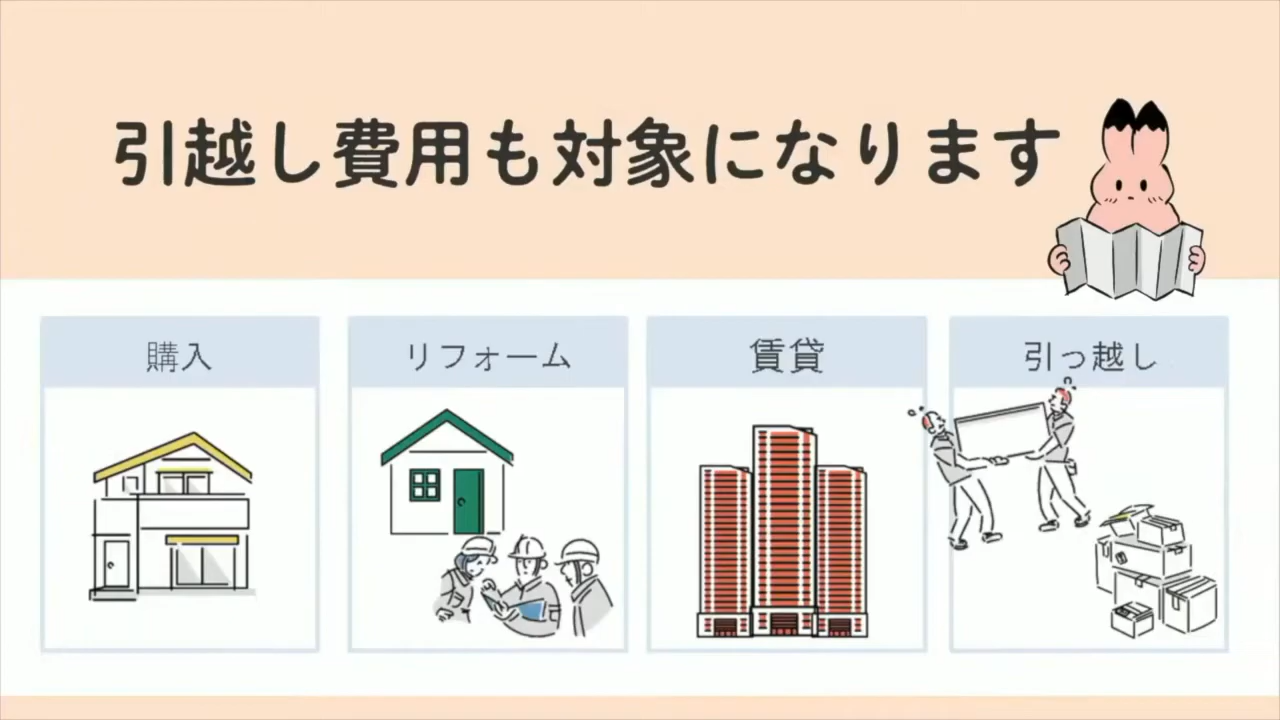 引越し費用も対象になります
購入
リフォーム
賃貸
引っ越し